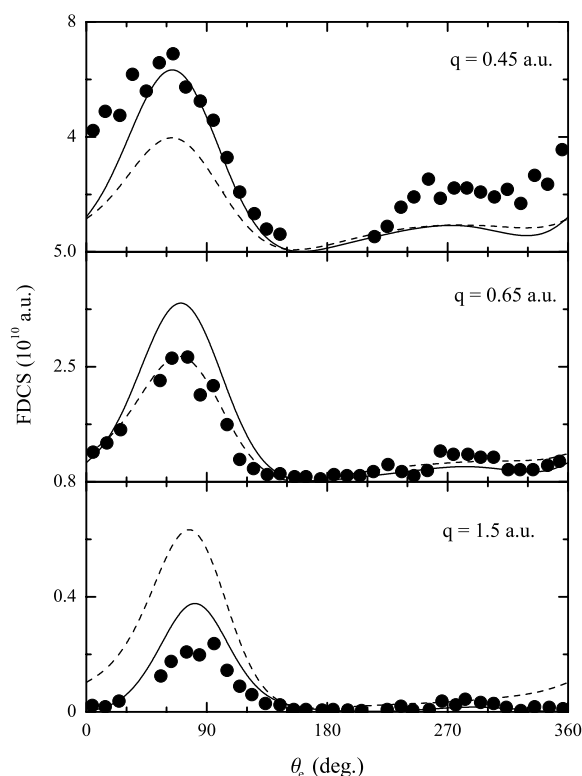 8
q = 0.45 a.u.
4
5.0
q = 0.65 a.u.
FDCS (10^10 a.u.)
2.5
0.8
q = 1.5 a.u.
0.4
0
0 90 180 270 360
θe (deg.)